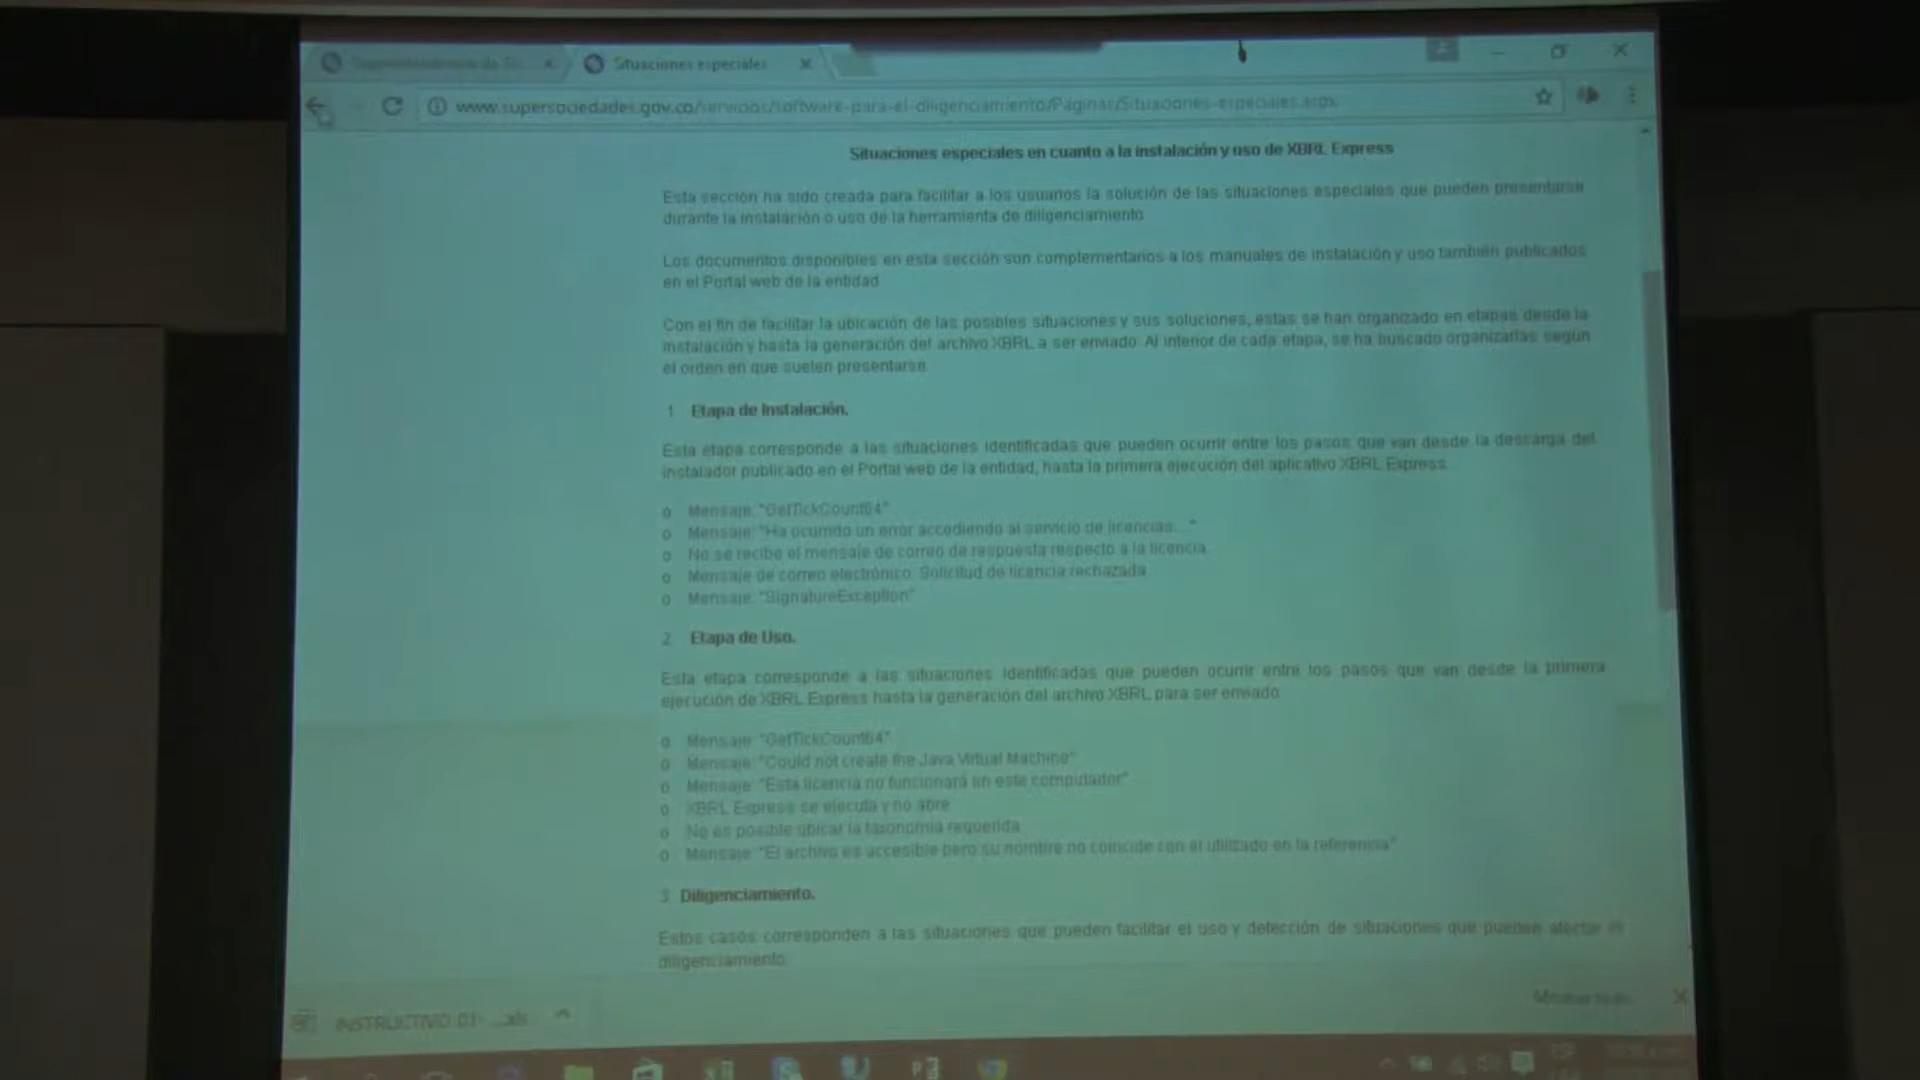 Situaciones especiales
www.supersociedades.gov.co/servicios/software-para-el-diligenciamiento/Paginas/Situaciones-especiales.aspx
Situaciones especiales en cuanto a la instalación y uso de XBRL Express
Esta sección ha sido creada para facilitar a los usuarios la solución de las situaciones especiales que pueden presentarse
durante la instalación o uso de la herramienta de diligenciamiento
Los documentos disponibles en esta sección son complementarios a los manuales de instalación y uso también publicados
en el Portal web de la entidad
Con el fin de facilitar la ubicación de las posibles situaciones y sus soluciones, estas se han organizado en etapas desde la
instalación y hasta la generación del archivo XBRL a ser enviado. Al interior de cada etapa, se ha buscado organizarlas según
el orden en que suelen presentarse.
1. Etapa de Instalación.
Esta etapa corresponde a las situaciones identificadas que pueden ocurrir entre los pasos que van desde la descarga del
instalador publicado en el Portal web de la entidad, hasta la primera ejecución del aplicativo XBRL Express.
o Mensaje: "GetTickCount64"
o Mensaje: "Ha ocurrido un error accediendo al servicio de licencias..."
o No se recibe el mensaje de correo de respuesta respecto a la licencia.
o Mensaje de correo electrónico: Solicitud de licencia rechazada
o Mensaje: "SignatureException"
2. Etapa de Uso.
Esta etapa corresponde a las situaciones identificadas que pueden ocurrir entre los pasos que van desde la primera
ejecución de XBRL Express hasta la generación del archivo XBRL para ser enviado
o Mensaje: "GetTickCount64"
o Mensaje: "Could not create the Java Virtual Machine"
o Mensaje: "Esta licencia no funcionará en este computador"
o XBRL Express se ejecuta y no abre
o No es posible ubicar la taxonomía requerida
o Mensaje: "El archivo es accesible pero su nombre no coincide con el utilizado en la referencia"
3. Diligenciamiento.
Estos casos corresponden a las situaciones que pueden facilitar el uso y detección de situaciones que pueden afectar el
diligenciamiento.
INSTRUCTIVO 01- ....xls
Mostrar todo
ESP